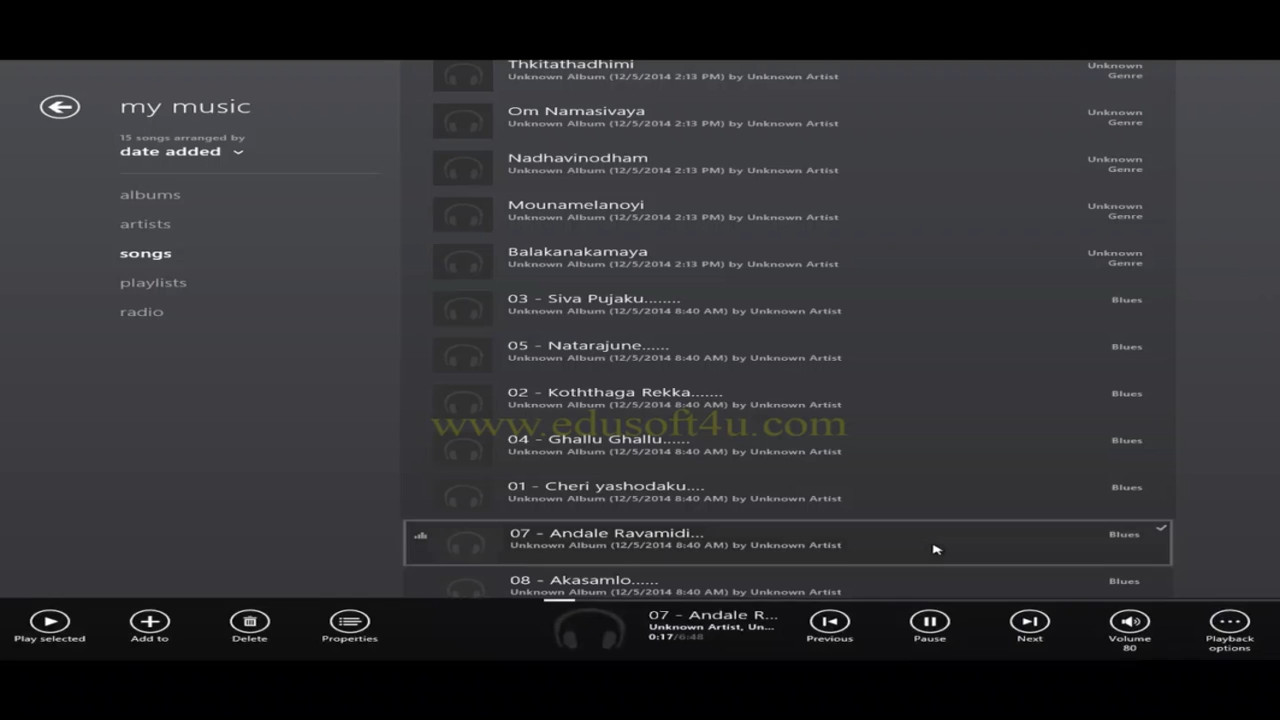 my music
15 songs arranged by
date added
albums
artists
songs
playlists
radio
Thkitathadhimi
Unknown Album (12/5/2014 2:13 PM) by Unknown Artist
Unknown
Genre
Om Namasivaya
Unknown Album (12/5/2014 2:13 PM) by Unknown Artist
Unknown
Genre
Nadhavinodham
Unknown Album (12/5/2014 2:13 PM) by Unknown Artist
Unknown
Genre
Mounamelanoyi
Unknown Album (12/5/2014 2:13 PM) by Unknown Artist
Unknown
Genre
Balakanakamaya
Unknown Album (12/5/2014 2:13 PM) by Unknown Artist
Unknown
Genre
03 - Siva Pujaku........
Unknown Album (12/5/2014 8:40 AM) by Unknown Artist
Blues
05 - Natarajune......
Unknown Album (12/5/2014 8:40 AM) by Unknown Artist
Blues
02 - Koththaga Rekka.......
Unknown Album (12/5/2014 8:40 AM) by Unknown Artist
Blues
www.edusoft4u.com
04 - Ghallu Ghallu......
Unknown Album (12/5/2014 8:40 AM) by Unknown Artist
Blues
01 - Cheri yashodaku....
Unknown Album (12/5/2014 8:40 AM) by Unknown Artist
Blues
07 - Andale Ravamidi...
Unknown Album (12/5/2014 8:40 AM) by Unknown Artist
Blues
08 - Akasamlo......
Unknown Album (12/5/2014 8:40 AM) by Unknown Artist
Blues
Play selected
Add to
Delete
Properties
07 - Andale R...
Unknown Artist, Un...
0:17/6:48
Previous
Pause
Next
Volume
80
Playback
options